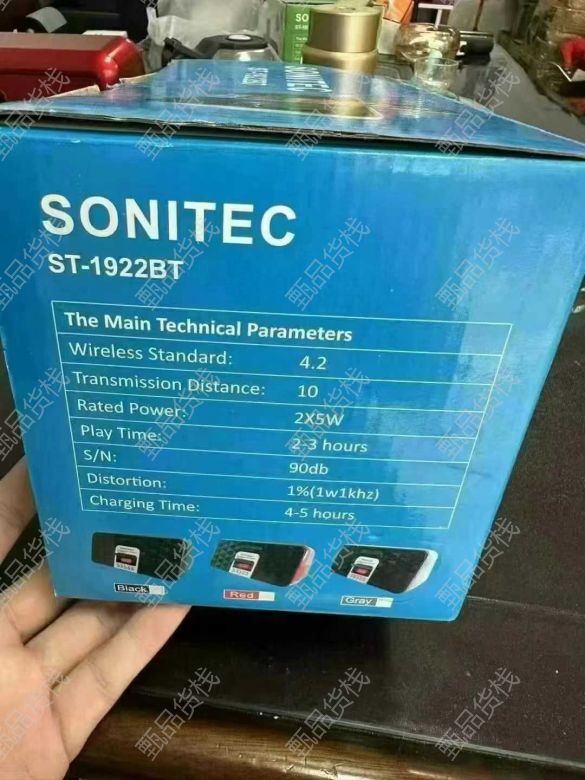 SONITEC
ST-1922BT
The Main Technical Parameters
Wireless Standard: 4.2
Transmission Distance: 10
Rated Power: 2X5W
Play Time: 2-3 hours
S/N: 90db
Distortion: 1%(1w1khz)
Charging Time: 4-5 hours
Black
Red
Gray
甄品货栈